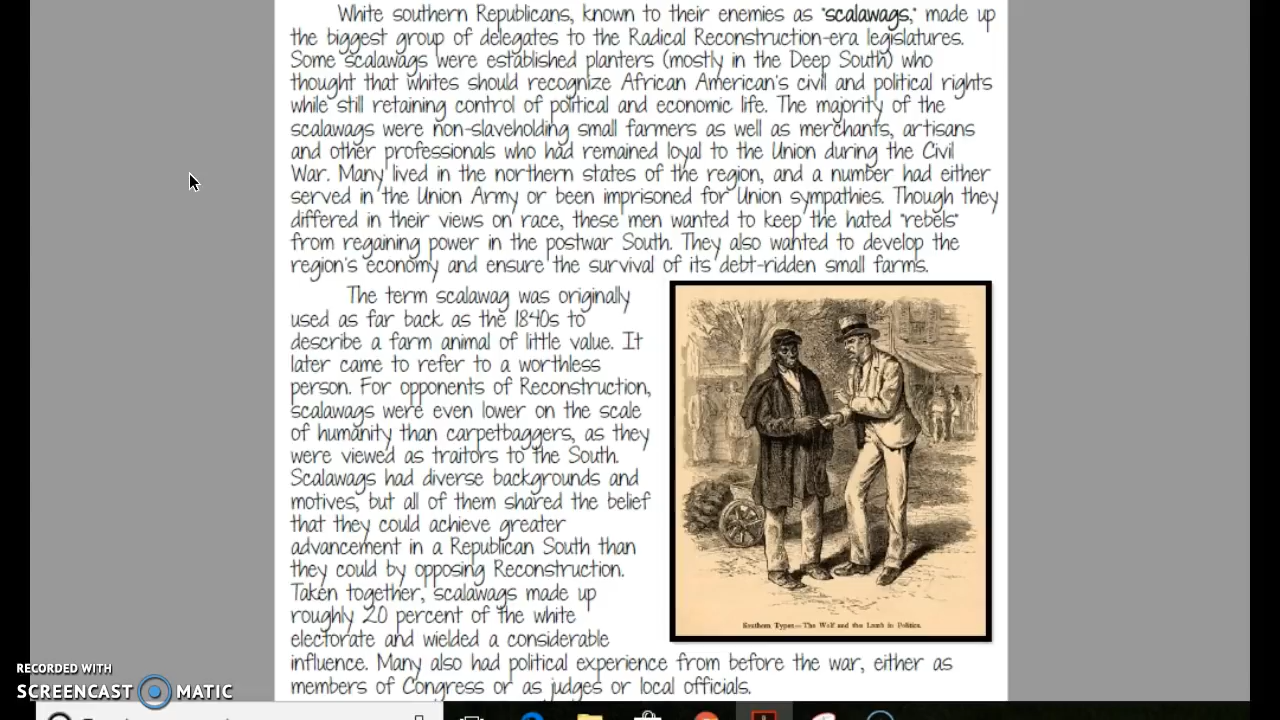 White southern Republicans, known to their enemies as "scalawags," made up
the biggest group of delegates to the Radical Reconstruction-era legislatures.
Some scalawags were established planters (mostly in the Deep South) who
thought that whites should recognize African American's civil and political rights
while still retaining control of political and economic life. The majority of the
scalawags were non-slaveholding small farmers as well as merchants, artisans
and other professionals who had remained loyal to the Union during the Civil
War. Many lived in the northern states of the region, and a number had either
served in the Union Army or been imprisoned for Union sympathies. Though they
differed in their views on race, these men wanted to keep the hated "rebels"
from regaining power in the postwar South. They also wanted to develop the
region's economy and ensure the survival of its debt-ridden small farms.
The term scalawag was originally
used as far back as the 1840s to
describe a farm animal of little value. It
later came to refer to a worthless
person. For opponents of Reconstruction,
scalawags were even lower on the scale
of humanity than carpetbaggers, as they
were viewed as traitors to the South.
Scalawags had diverse backgrounds and
motives, but all of them shared the belief
that they could achieve greater
advancement in a Republican South than
they could by opposing Reconstruction.
Taken together, scalawags made up
roughly 20 percent of the white
electorate and wielded a considerable
influence. Many also had political experience from before the war, either as
members of Congress or as judges or local officials.
Southern Types—The Wolf and the Lamb in Politics.
RECORDED WITH
SCREENCAST MATIC